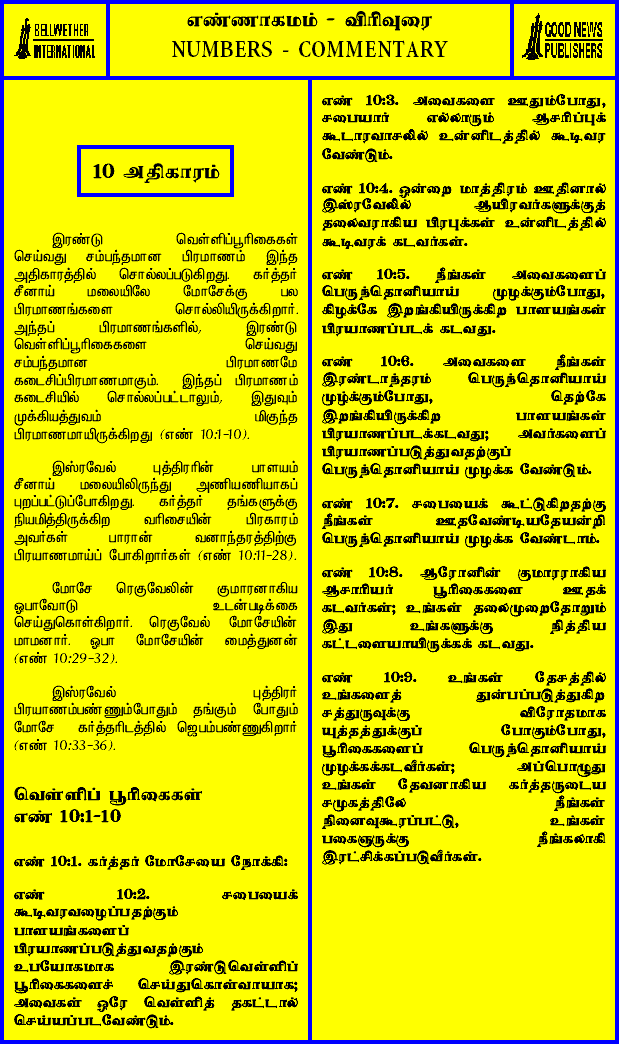 BELLWETHER
INTERNATIONAL
எண்ணாகமம் - விரிவுரை
NUMBERS - COMMENTARY
GOOD NEWS
PUBLISHERS
10 அதிகாரம்
இரண்டு வெள்ளிப்பூரிகைகள்
செய்வது சம்பந்தமான பிரமாணம் இந்த
அதிகாரத்தில் சொல்லப்படுகிறது. கர்த்தர்
சீனாய் மலையிலே மோசேக்கு பல
பிரமாணங்களை சொல்லியிருக்கிறார்.
அந்தப் பிரமாணங்களில், இரண்டு
வெள்ளிப்பூரிகைகளை செய்வது
சம்பந்தமான பிரமாணமே
கடைசிப்பிரமாணமாகும். இந்தப் பிரமாணம்
கடைசியில் சொல்லப்பட்டாலும், இதுவும்
முக்கியத்துவம் மிகுந்த
பிரமாணமாயிருக்கிறது (எண் 10:1-10).
இஸ்ரவேல் புத்திரரின் பாளயம்
சீனாய் மலையிலிருந்து அணியணியாகப்
புறப்பட்டுப்போகிறது. கர்த்தர் தங்களுக்கு
நியமித்திருக்கிற வரிசையின் பிரகாரம்
அவர்கள் பாரான் வனாந்தரத்திற்கு
பிரயாணமாய்ப் போகிறார்கள் (எண் 10:11-28).
மோசே ரெகுவேலின் குமாரனாகிய
ஒபாவோடு உடன்படிக்கை
செய்துகொள்கிறார். ரெகுவேல் மோசேயின்
மாமனார். ஒபா மோசேயின் மைத்துனன்
(எண் 10:29-32).
இஸ்ரவேல் புத்திரர்
பிரயாணம்பண்ணும்போதும் தங்கும் போதும்
மோசே கர்த்தரிடத்தில் ஜெபம்பண்ணுகிறார்
(எண் 10:33-36).
வெள்ளிப் பூரிகைகள்
எண் 10:1-10
எண் 10:1. கர்த்தர் மோசேயை நோக்கி:
எண் 10:2. சபையைக்
கூடிவரவழைப்பதற்கும்
பாளயங்களைப்
பிரயாணப்படுத்துவதற்கும்
உபயோகமாக இரண்டுவெள்ளிப்
பூரிகைகளைச் செய்துகொள்வாயாக;
அவைகள் ஒரே வெள்ளித் தகட்டால்
செய்யப்படவேண்டும்.
எண் 10:3. அவைகளை ஊதும்போது,
சபையார் எல்லாரும் ஆசரிப்புக்
கூடாரவாசலில் உன்னிடத்தில் கூடிவர
வேண்டும்.
எண் 10:4. ஒன்றை மாத்திரம் ஊதினால்
இஸ்ரவேலில் ஆயிரவர்களுக்குத்
தலைவராகிய பிரபுக்கள் உன்னிடத்தில்
கூடிவரக் கடவர்கள்.
எண் 10:5. நீங்கள் அவைகளைப்
பெருந்தொனியாய் முழக்கும்போது,
கிழக்கே இறங்கியிருக்கிற பாளயங்கள்
பிரயாணப்படக் கடவது.
எண் 10:6. அவைகளை நீங்கள்
இரண்டாந்தரம் பெருந்தொனியாய்
முழ்க்கும்போது, தெற்கே
இறங்கியிருக்கிற பாளயங்கள்
பிரயாணப்படக்கடவது; அவர்களைப்
பிரயாணப்படுத்துவதற்குப்
பெருந்தொனியாய் முழக்க வேண்டும்.
எண் 10:7. சபையைக் கூட்டுகிறதற்கு
நீங்கள் ஊதவேண்டியதேயன்றி
பெருந்தொனியாய் முழக்க வேண்டாம்.
எண் 10:8. ஆரோனின் குமாரராகிய
ஆசாரியர் பூரிகைகளை ஊதக்
கடவர்கள்; உங்கள் தலைமுறைதோறும்
இது உங்களுக்கு நித்திய
கட்டளையாயிருக்கக் கடவது.
எண் 10:9. உங்கள் தேசத்தில்
உங்களைத் துன்பப்படுத்துகிற
சத்துருவுக்கு விரோதமாக
யுத்தத்துக்குப் போகும்போது,
பூரிகைகளைப் பெருந்தொனியாய்
முழக்கக்கடவீர்கள்; அப்பொழுது
உங்கள் தேவனாகிய கர்த்தருடைய
சமுகத்திலே நீங்கள்
நினைவுகூரப்பட்டு, உங்கள்
பகைஞருக்கு நீங்கலாகி
இரட்சிக்கப்படுவீர்கள்.